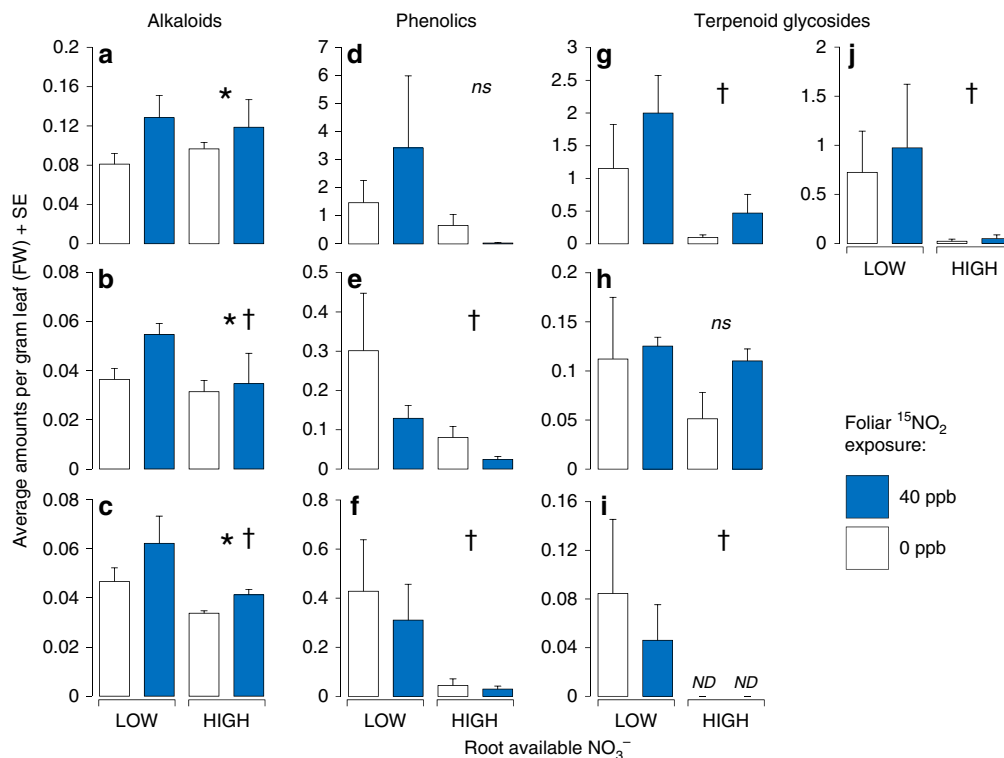 Alkaloids
Phenolics
Terpenoid glycosides
Average amounts per gram leaf (FW) + SE
a
0.2
0.16
0.12
0.08
0.04
0
*
d
7
6
5
4
3
2
1
0
ns
g
3
2.5
2
1.5
1
0.5
0
†
j
2
1.5
1
0.5
0
†
LOW
HIGH
b
0.08
0.06
0.04
0.02
0
* †
e
0.5
0.4
0.3
0.2
0.1
0
†
h
0.2
0.15
0.1
0.05
0
ns
c
0.08
0.06
0.04
0.02
0
* †
LOW
HIGH
f
0.8
0.6
0.4
0.2
0
†
LOW
HIGH
i
0.16
0.12
0.08
0.04
0
†
ND ND
LOW
HIGH
Root available NO₃⁻
Foliar ¹⁵NO₂
exposure:
40 ppb
0 ppb